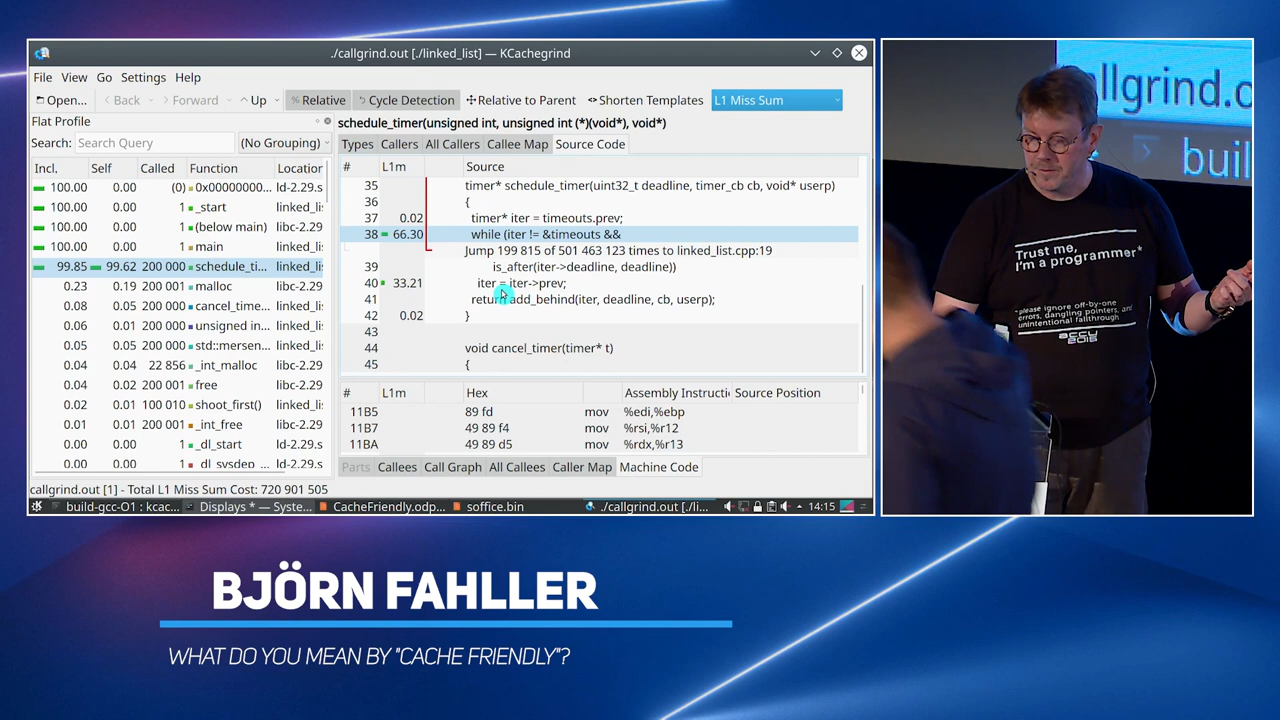 ./callgrind.out [./linked_list] — KCachegrind
File View Go Settings Help
Open... Back Forward Up Relative Cycle Detection Relative to Parent Shorten Templates L1 Miss Sum
Flat Profile
Search: Search Query (No Grouping)
Incl. Self Called Function Location
100.00 0.00 (0) 0x00000000... ld-2.29.s
100.00 0.00 1 _start linked_li
100.00 0.00 1 (below main) linked_li
100.00 0.00 1 main linked_li
99.85 99.62 200 000 schedule_ti... linked_li
0.23 0.19 200 001 malloc libc-2.29
0.08 0.05 200 000 cancel_time... linked_li
0.06 0.01 200 000 unsigned in... linked_li
0.05 0.05 200 000 std::mersen... linked_li
0.04 0.04 22 856 _int_malloc libc-2.29
0.04 0.02 200 001 free libc-2.29
0.02 0.01 100 010 shoot_first() linked_li
0.01 0.01 200 001 _int_free libc-2.29
0.00 0.00 1 _dl_start ld-2.29.s
0.00 0.00 1 _dl_sysdep_... ld-2.29.s
callgrind.out [1] - Total L1 Miss Sum Cost: 720 901 505
schedule_timer(unsigned int, unsigned int (*)(void*), void*)
Types Callers All Callers Callee Map Source Code
# L1m Source
35 timer* schedule_timer(uint32_t deadline, timer_cb cb, void* userp)
36 {
37 0.02 timer* iter = timeouts.prev;
38 66.30 while (iter != &timeouts &&
Jump 199 815 of 501 463 123 times to linked_list.cpp:19
39 is_after(iter->deadline, deadline))
40 33.21 iter = iter->prev;
41 return add_behind(iter, deadline, cb, userp);
42 0.02 }
43
44 void cancel_timer(timer* t)
45 {
# L1m Hex Assembly Instructi Source Position
11B5 89 fd mov %edi,%ebp
11B7 49 89 f4 mov %rsi,%r12
11BA 49 89 d5 mov %rdx,%r13
Parts Callees Call Graph All Callees Caller Map Machine Code
build-gcc-O1 : kcac... Displays * — Syste... CacheFriendly.odp... soffice.bin ./callgrind.out [./li... 14:15
allgrind.o
buil
Trust me,
I'm a programmer*
*please ignore off-by-one
errors, dangling pointers, and
unintentional fallthrough
accu
2015
BJÖRN FAHLLER
WHAT DO YOU MEAN BY "CACHE FRIENDLY"?